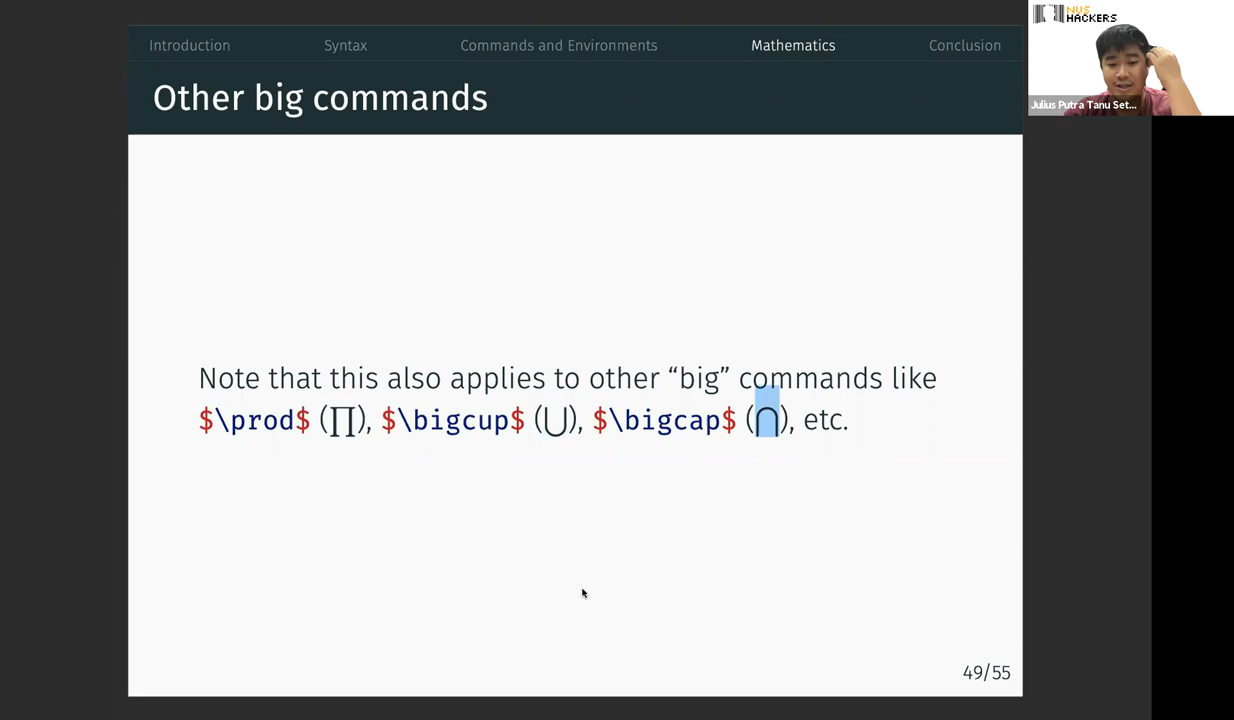 NUS
HACKERS
Julius Putra Tanu Set...
Introduction Syntax Commands and Environments Mathematics Conclusion
Other big commands
Note that this also applies to other “big” commands like
$\prod$ (∏), $\bigcup$ (⋃), $\bigcap$ (⋂), etc.
49/55